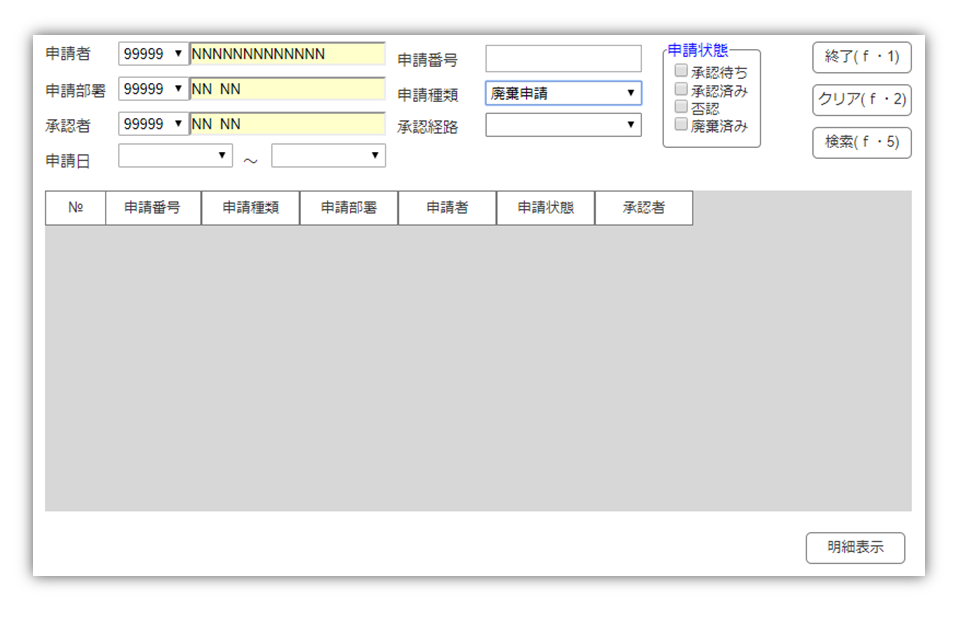 申請者 99999 NNNNNNNNNNNNN 申請番号 申請状態 終了(ｆ・1)
承認待ち
申請部署 99999 NN NN 申請種類 廃棄申請 承認済み クリア(ｆ・2)
否認
承認者 99999 NN NN 承認経路 廃棄済み 検索(ｆ・5)
申請日 ～
№ 申請番号 申請種類 申請部署 申請者 申請状態 承認者
明細表示